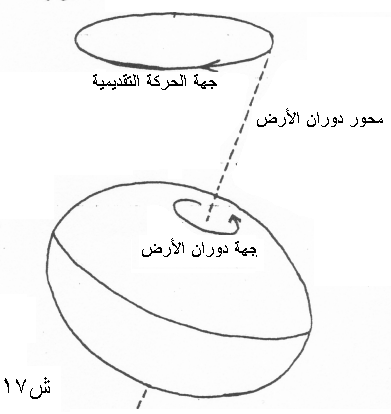 جهة الحركة التقديمية
محور دوران الأرض
جهة دوران الأرض
ش١٧